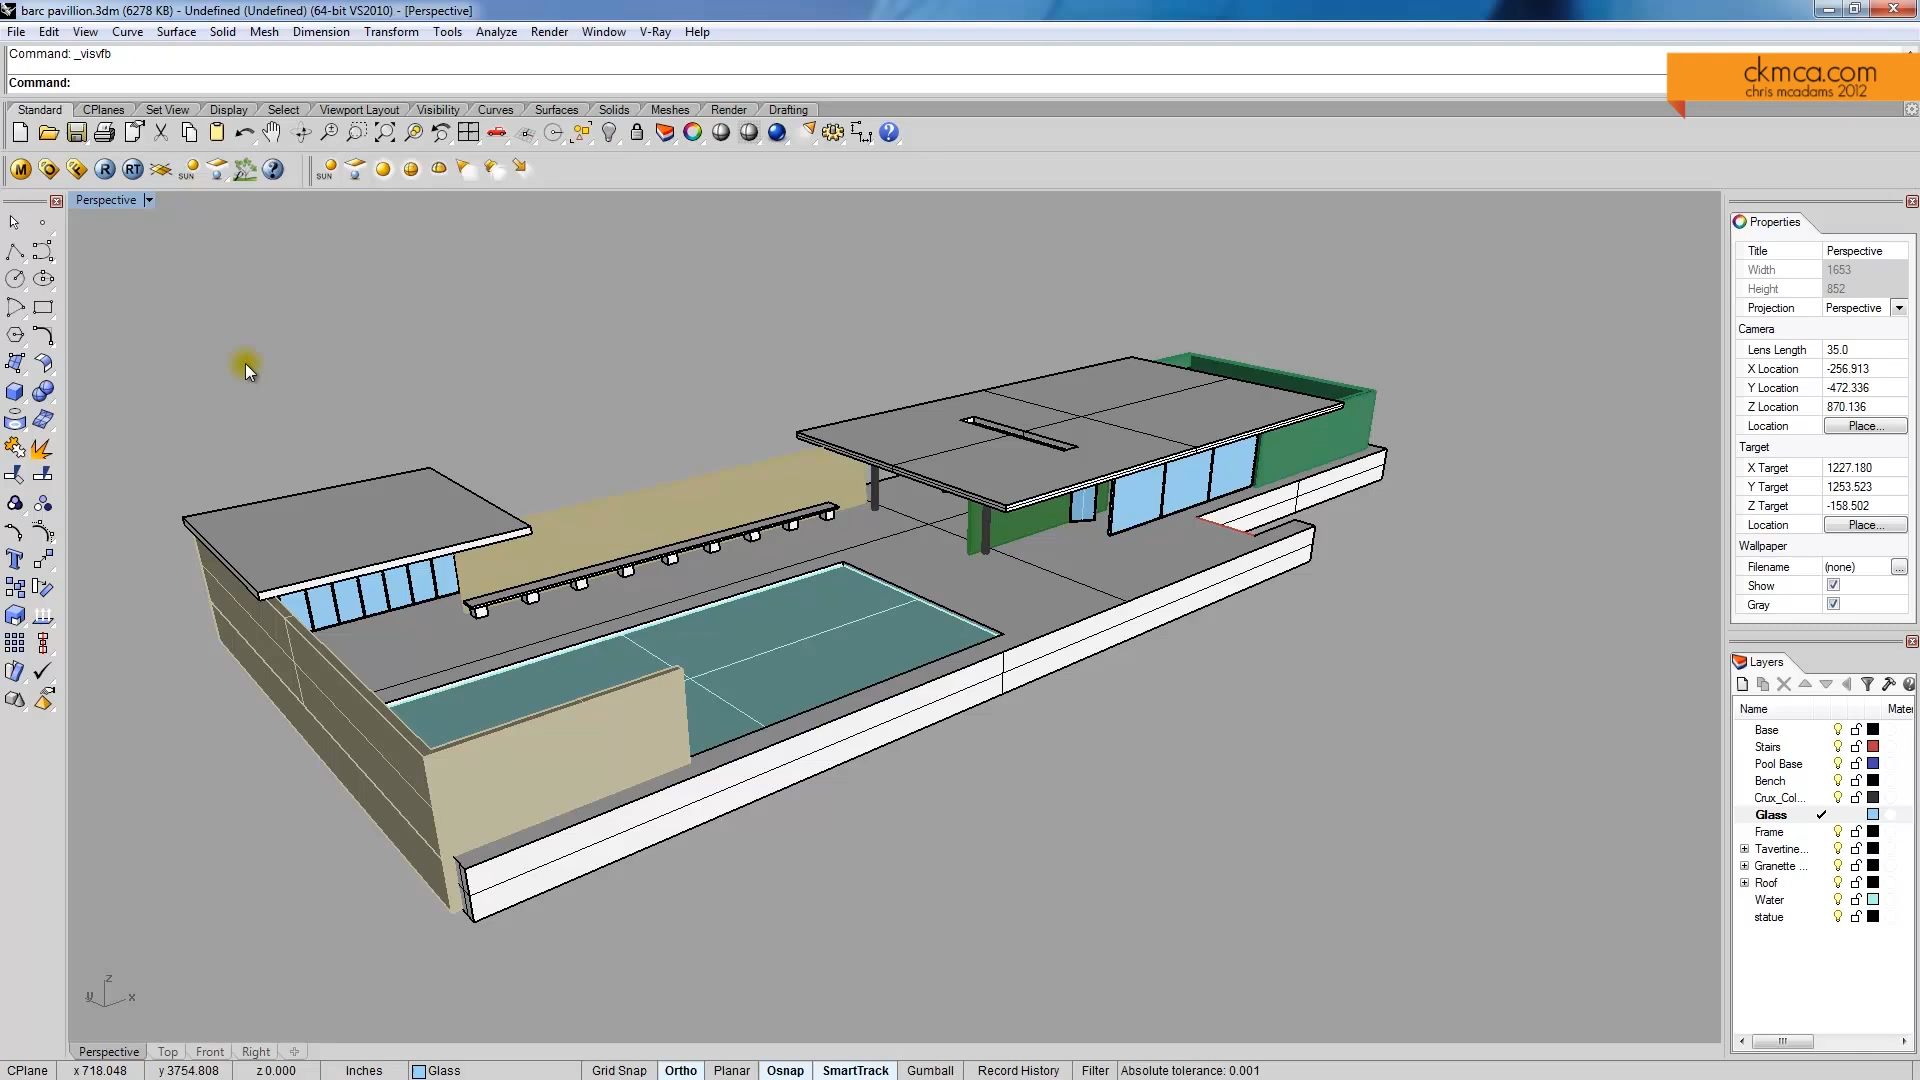 barc pavillion.3dm (6278 KB) - Undefined (Undefined) (64-bit VS2010) - [Perspective]
File Edit View Curve Surface Solid Mesh Dimension Transform Tools Analyze Render Window V-Ray Help
Command: _visvfb
Command:
ckmca.com
chris mcadams 2012
Standard CPlanes Set View Display Select Viewport Layout Visibility Curves Surfaces Solids Meshes Render Drafting
M O F R RT SUN SUN
Perspective
Properties
Title Perspective
Width 1653
Height 852
Projection Perspective
Camera
Lens Length 35.0
X Location -256.913
Y Location -472.336
Z Location 870.136
Location Place...
Target
X Target 1227.180
Y Target 1253.523
Z Target -158.502
Location Place...
Wallpaper
Filename (none) ...
Show
Gray
Layers
Name Mater
Base
Stairs
Pool Base
Bench
Crux_Col...
Glass
Frame
Tavertine...
Granette ...
Roof
Water
statue
z
y x
Perspective Top Front Right
CPlane x 718.048 y 3754.808 z 0.000 Inches Glass Grid Snap Ortho Planar Osnap SmartTrack Gumball Record History Filter Absolute tolerance: 0.001